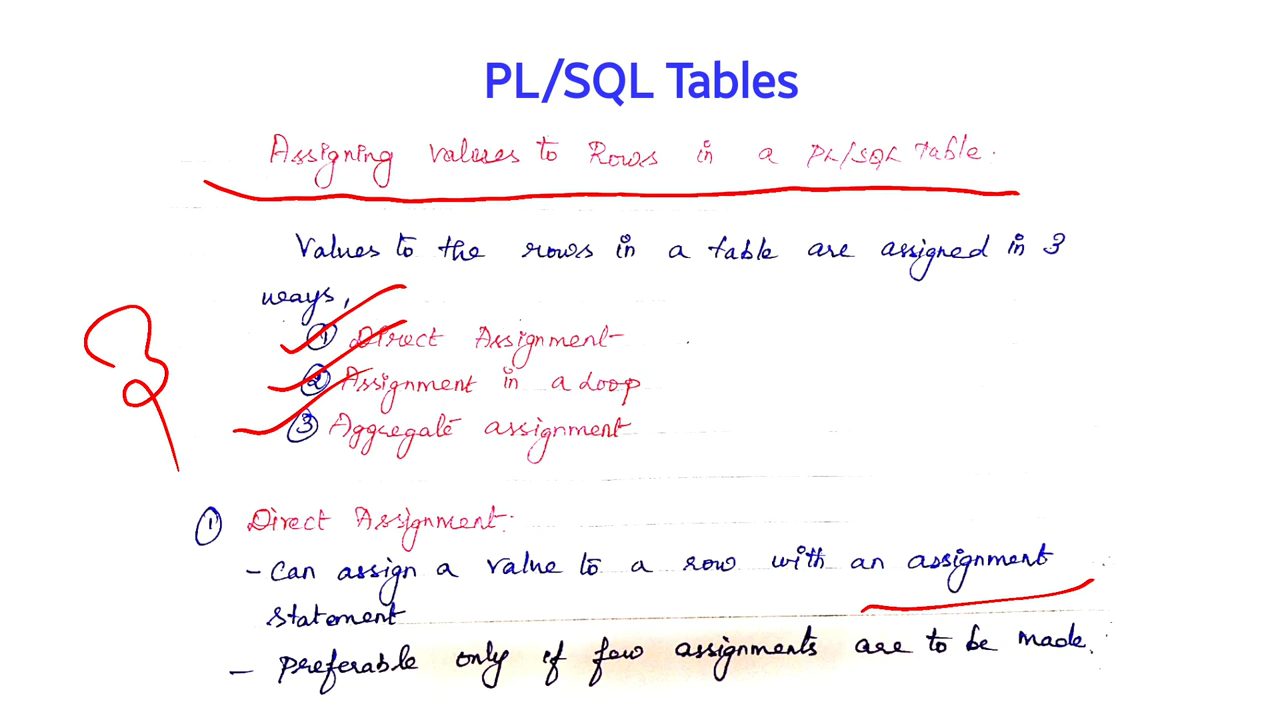 PL/SQL Tables
Assigning values to Rows in a PL/SQL Table.
Values to the rows in a table are assigned in 3
ways,
① Direct Assignment
② Assignment in a loop
③ Aggregate assignment
3
① Direct Assignment.
- Can assign a value to a row with an assignment
statement
- Preferable only if few assignments are to be made.